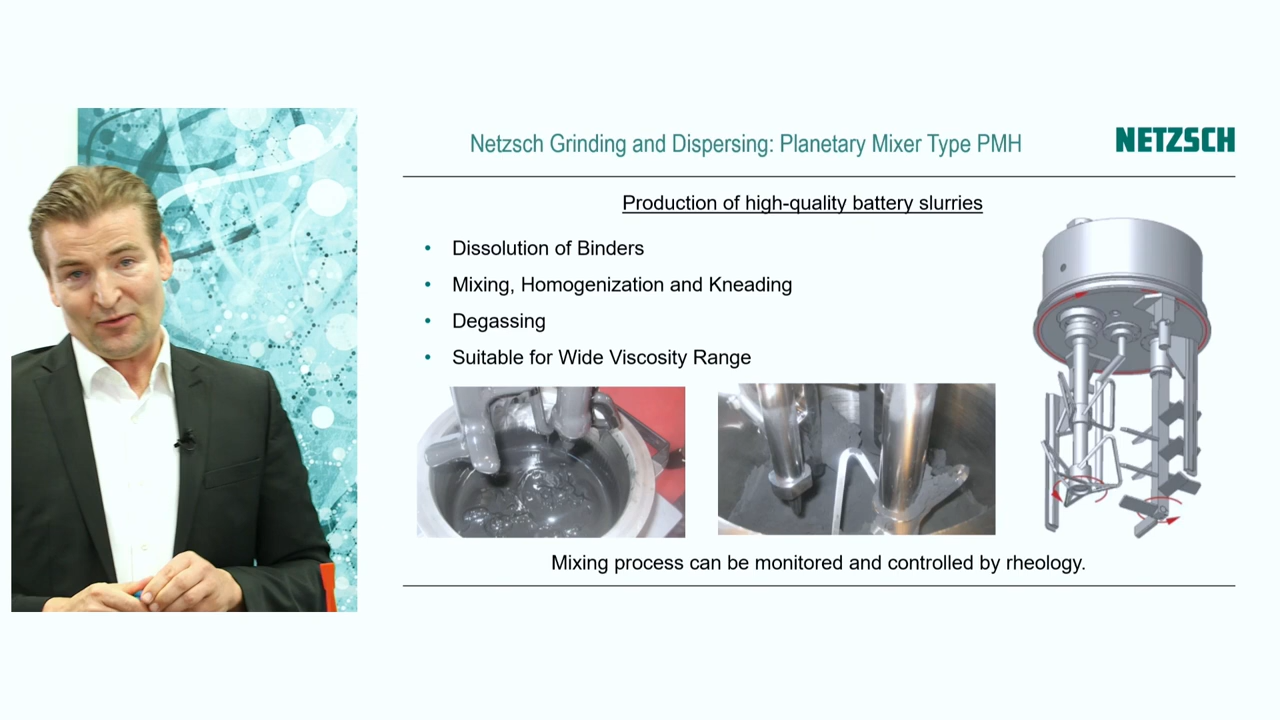 Netzsch Grinding and Dispersing: Planetary Mixer Type PMH
NETZSCH
Production of high-quality battery slurries
• Dissolution of Binders
• Mixing, Homogenization and Kneading
• Degassing
• Suitable for Wide Viscosity Range
Mixing process can be monitored and controlled by rheology.